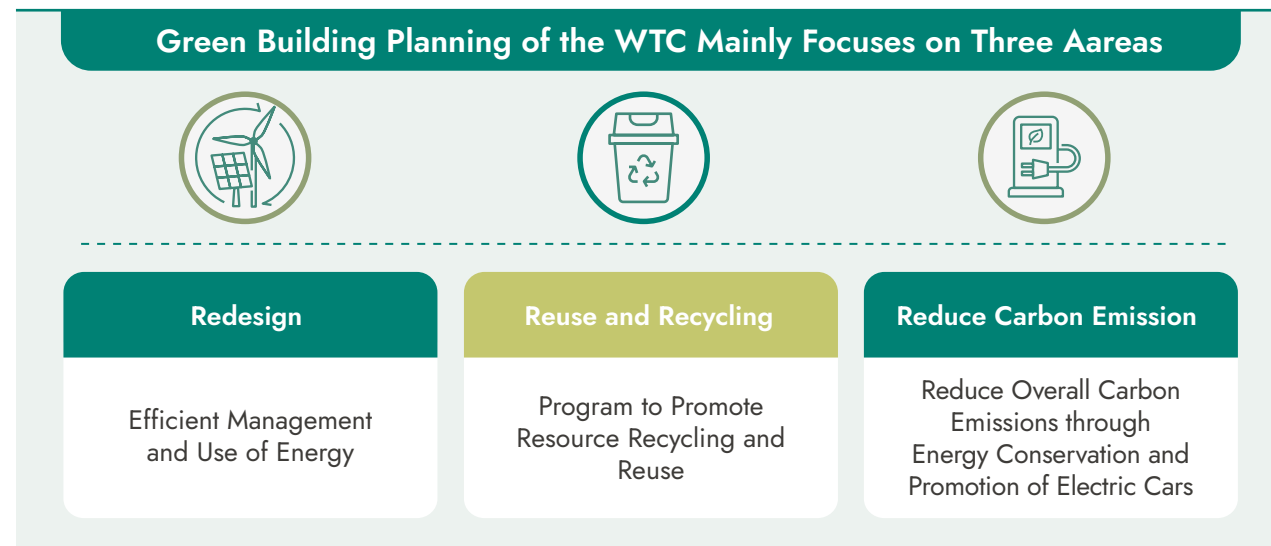 Green Building Planning of the WTC Mainly Focuses on Three Aareas
Redesign
Efficient Management
and Use of Energy
Reuse and Recycling
Program to Promote
Resource Recycling and
Reuse
Reduce Carbon Emission
Reduce Overall Carbon
Emissions through
Energy Conservation and
Promotion of Electric Cars